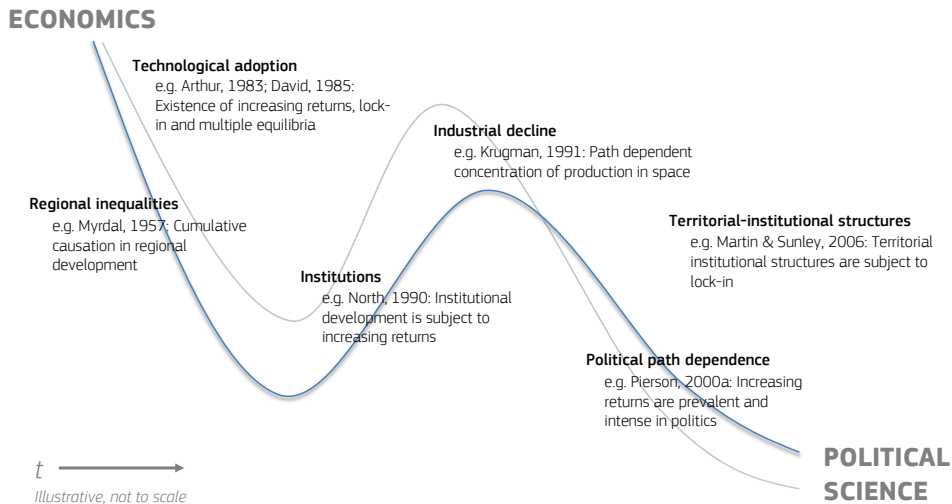 ECONOMICS
Technological adoption
e.g. Arthur, 1983; David, 1985:
Existence of increasing returns, lock-
in and multiple equilibria
Industrial decline
e.g. Krugman, 1991: Path dependent
concentration of production in space
Regional inequalities
e.g. Myrdal, 1957: Cumulative
causation in regional
development
Territorial-institutional structures
e.g. Martin & Sunley, 2006: Territorial
institutional structures are subject to
lock-in
Institutions
e.g. North, 1990: Institutional
development is subject to
increasing returns
Political path dependence
e.g. Pierson, 2000a: Increasing
returns are prevalent and
intense in politics
POLITICAL
SCIENCE
t
Illustrative, not to scale